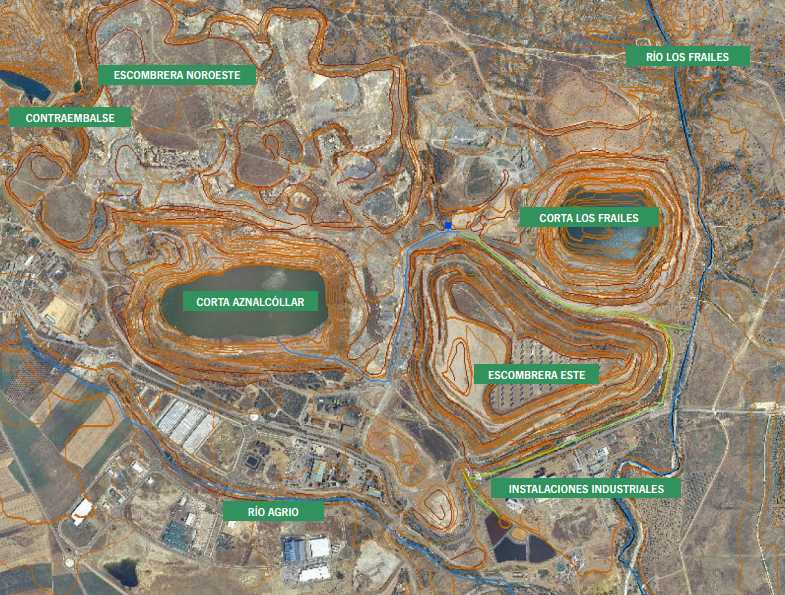 RÍO LOS FRAILES
ESCOMBRERA NOROESTE
CONTRAEMBALSE
CORTA LOS FRAILES
CORTA AZNALCÓLLAR
ESCOMBRERA ESTE
INSTALACIONES INDUSTRIALES
RÍO AGRIO